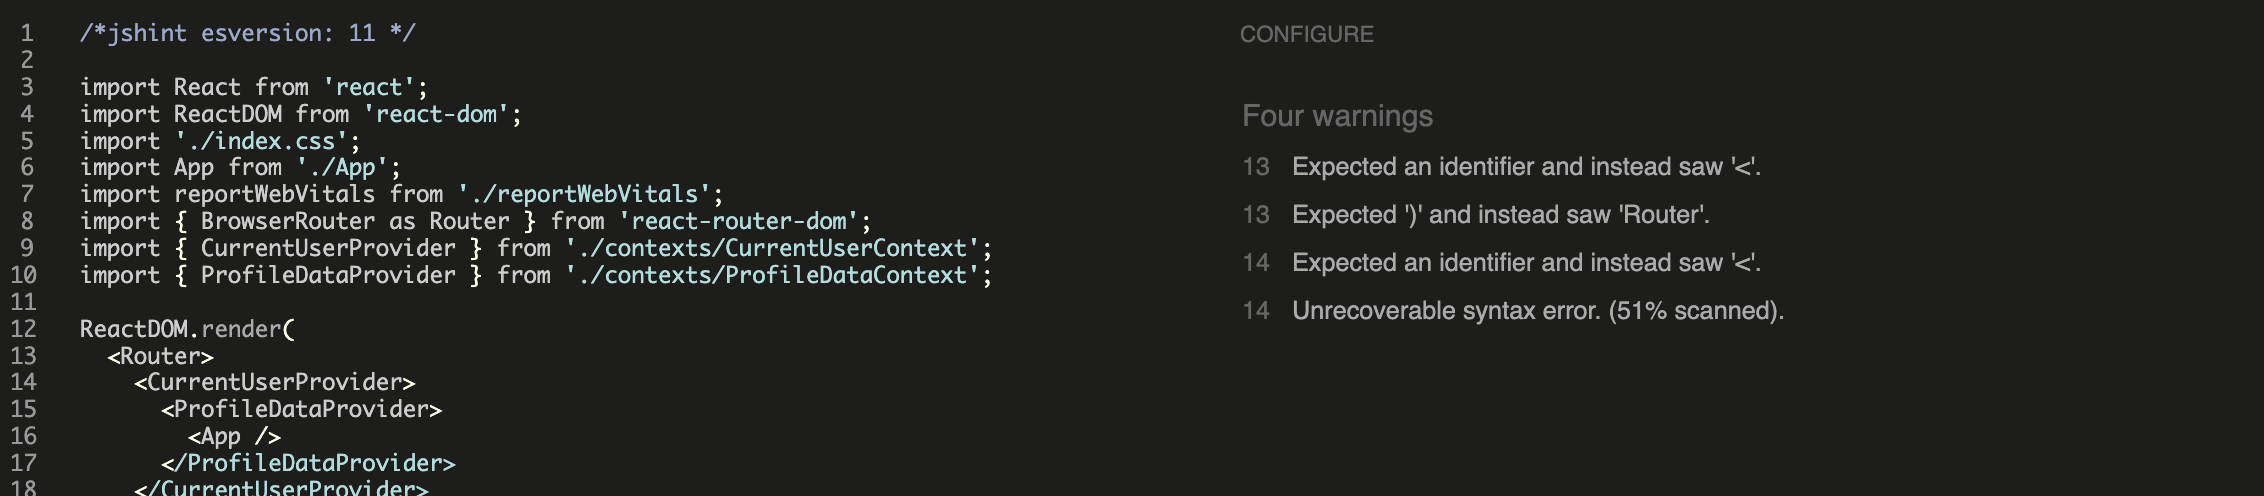 1 /*jshint esversion: 11 */
2
3 import React from 'react';
4 import ReactDOM from 'react-dom';
5 import './index.css';
6 import App from './App';
7 import reportWebVitals from './reportWebVitals';
8 import { BrowserRouter as Router } from 'react-router-dom';
9 import { CurrentUserProvider } from './contexts/CurrentUserContext';
10 import { ProfileDataProvider } from './contexts/ProfileDataContext';
11
12 ReactDOM.render(
13   <Router>
14     <CurrentUserProvider>
15       <ProfileDataProvider>
16         <App />
17       </ProfileDataProvider>
18     </CurrentUserProvider>
CONFIGURE
Four warnings
13 Expected an identifier and instead saw '<'.
13 Expected ')' and instead saw 'Router'.
14 Expected an identifier and instead saw '<'.
14 Unrecoverable syntax error. (51% scanned).